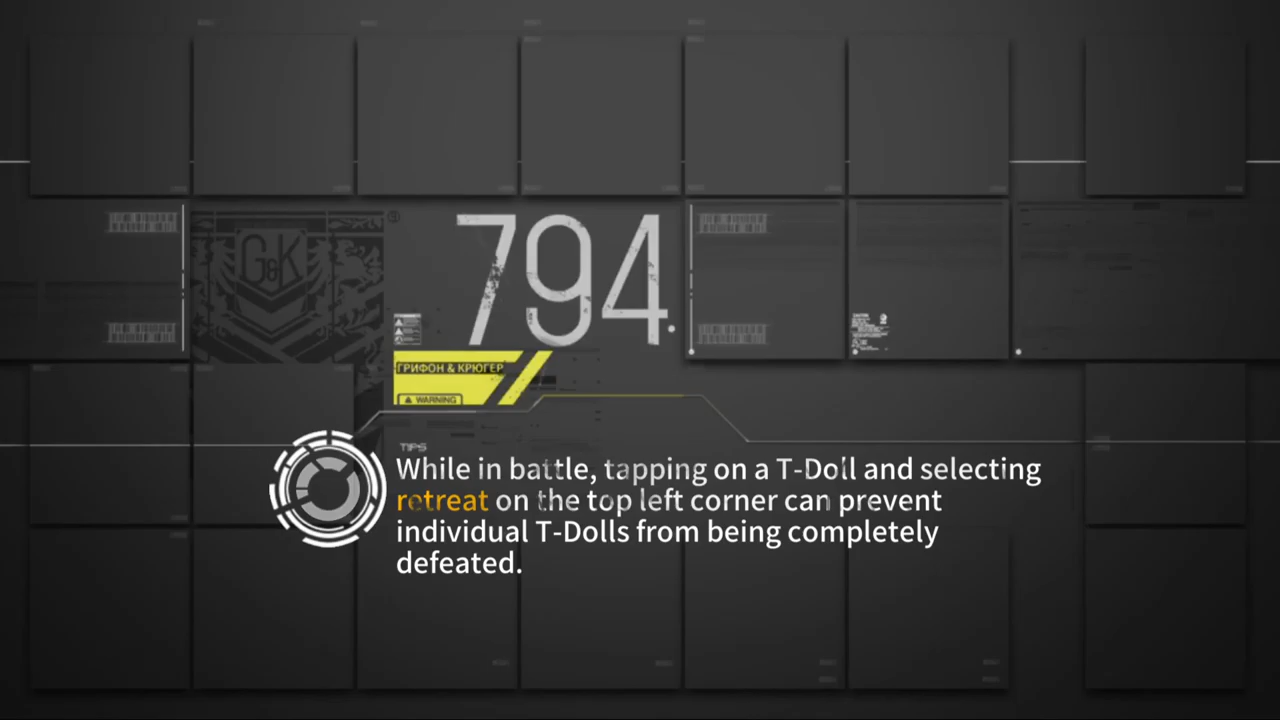 G&K
794.
ГРИФОН & КРЮГЕР
WARNING
TIPS
While in battle, tapping on a T-Doll and selecting
retreat on the top left corner can prevent
individual T-Dolls from being completely
defeated.